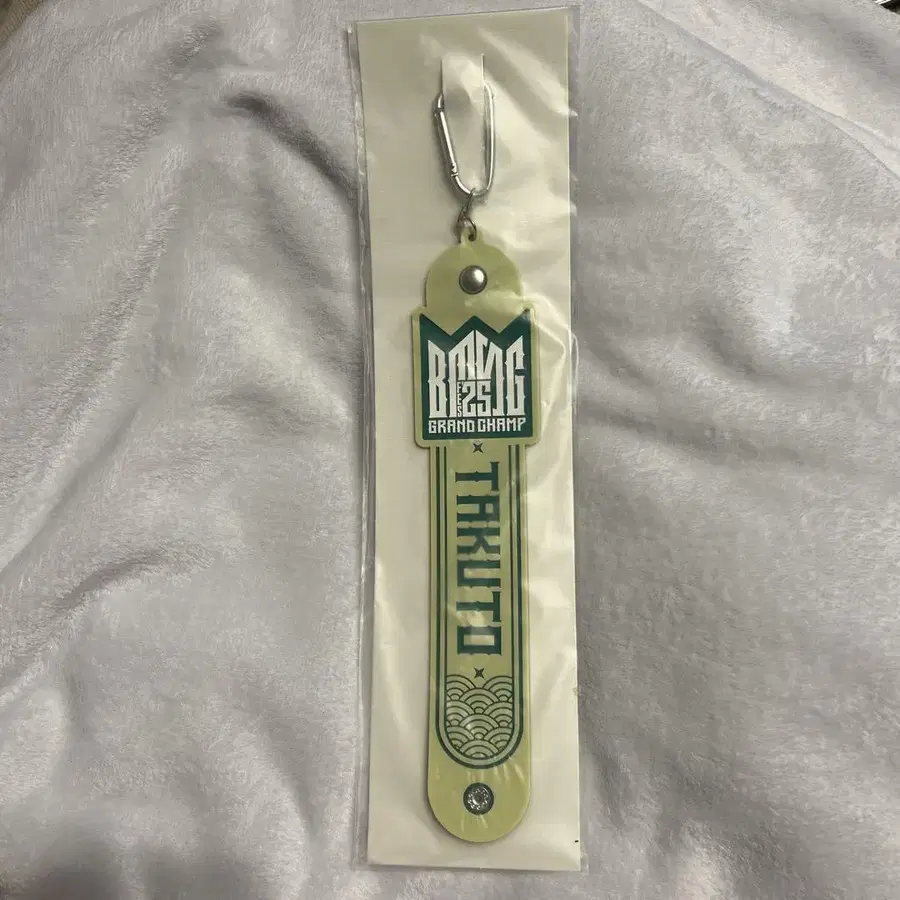 BMSG
FES
25
GRAND CHAMP
TAKUTO